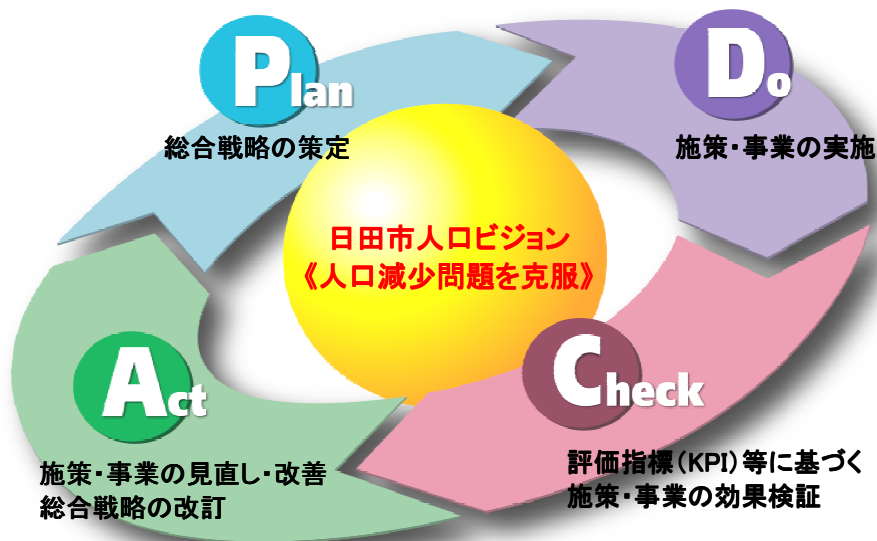 Plan
総合戦略の策定
Do
施策・事業の実施
日田市人口ビジョン
《人口減少問題を克服》
Check
評価指標(KPI)等に基づく
施策・事業の効果検証
Act
施策・事業の見直し・改善
総合戦略の改訂